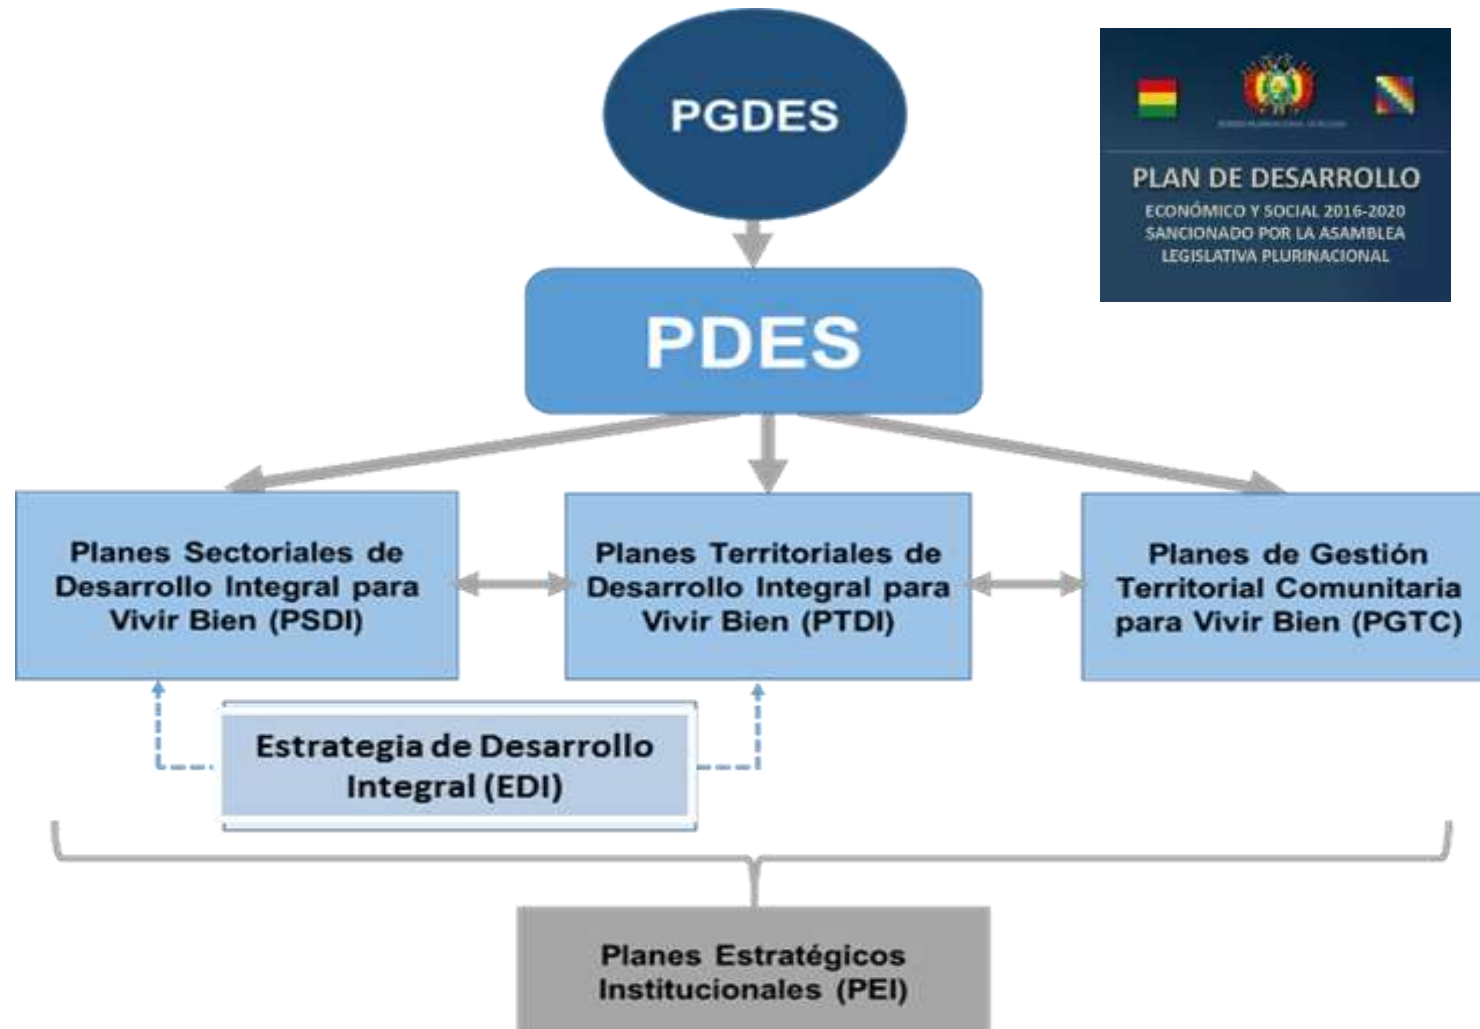 PGDES
PLAN DE DESARROLLO
ECONÓMICO Y SOCIAL 2016-2020
SANCIONADO POR LA ASAMBLEA
LEGISLATIVA PLURINACIONAL
PDES
Planes Sectoriales de
Desarrollo Integral para
Vivir Bien (PSDI)
Planes Territoriales de
Desarrollo Integral para
Vivir Bien (PTDI)
Planes de Gestión
Territorial Comunitaria
para Vivir Bien (PGTC)
Estrategia de Desarrollo
Integral (EDI)
Planes Estratégicos
Institucionales (PEI)